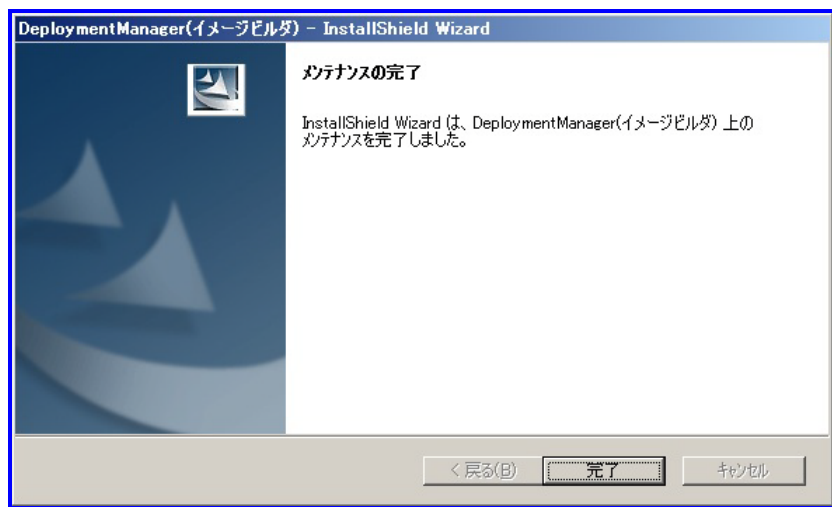 DeploymentManager(イメージビルダ) - InstallShield Wizard
メンテナンスの完了
InstallShield Wizard は、DeploymentManager(イメージビルダ) 上の
メンテナンスを完了しました。
< 戻る(B)
完了
キャンセル